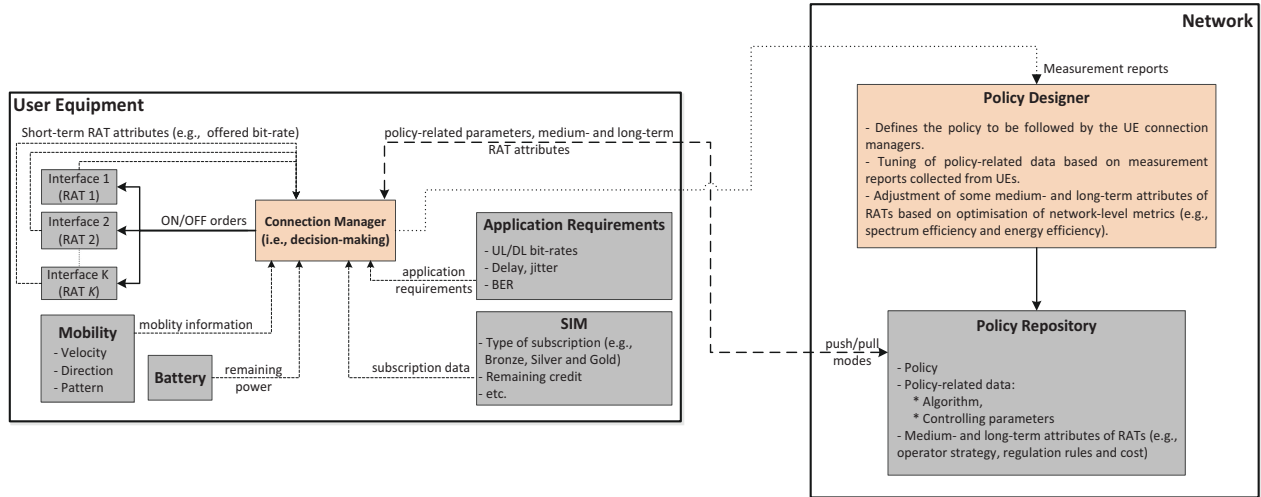 Network
Measurement reports
Policy Designer
- Defines the policy to be followed by the UE connection
managers.
- Tuning of policy-related data based on measurement
reports collected from UEs.
- Adjustment of some medium- and long-term attributes of
RATs based on optimisation of network-level metrics (e.g.,
spectrum efficiency and energy efficiency).
User Equipment
Short-term RAT attributes (e.g., offered bit-rate)
policy-related parameters, medium- and long-term
RAT attributes
Interface 1
(RAT 1)
Interface 2
(RAT 2)
Interface K
(RAT K)
ON/OFF orders
Connection Manager
(i.e., decision-making)
Application Requirements
- UL/DL bit-rates
- Delay, jitter
- BER
application
requirements
Mobility
- Velocity
- Direction
- Pattern
moblity information
Battery
remaining
power
subscription data
SIM
- Type of subscription (e.g.,
Bronze, Silver and Gold)
- Remaining credit
- etc.
push/pull
modes
Policy Repository
- Policy
- Policy-related data:
* Algorithm,
* Controlling parameters
- Medium- and long-term attributes of RATs (e.g.,
operator strategy, regulation rules and cost)